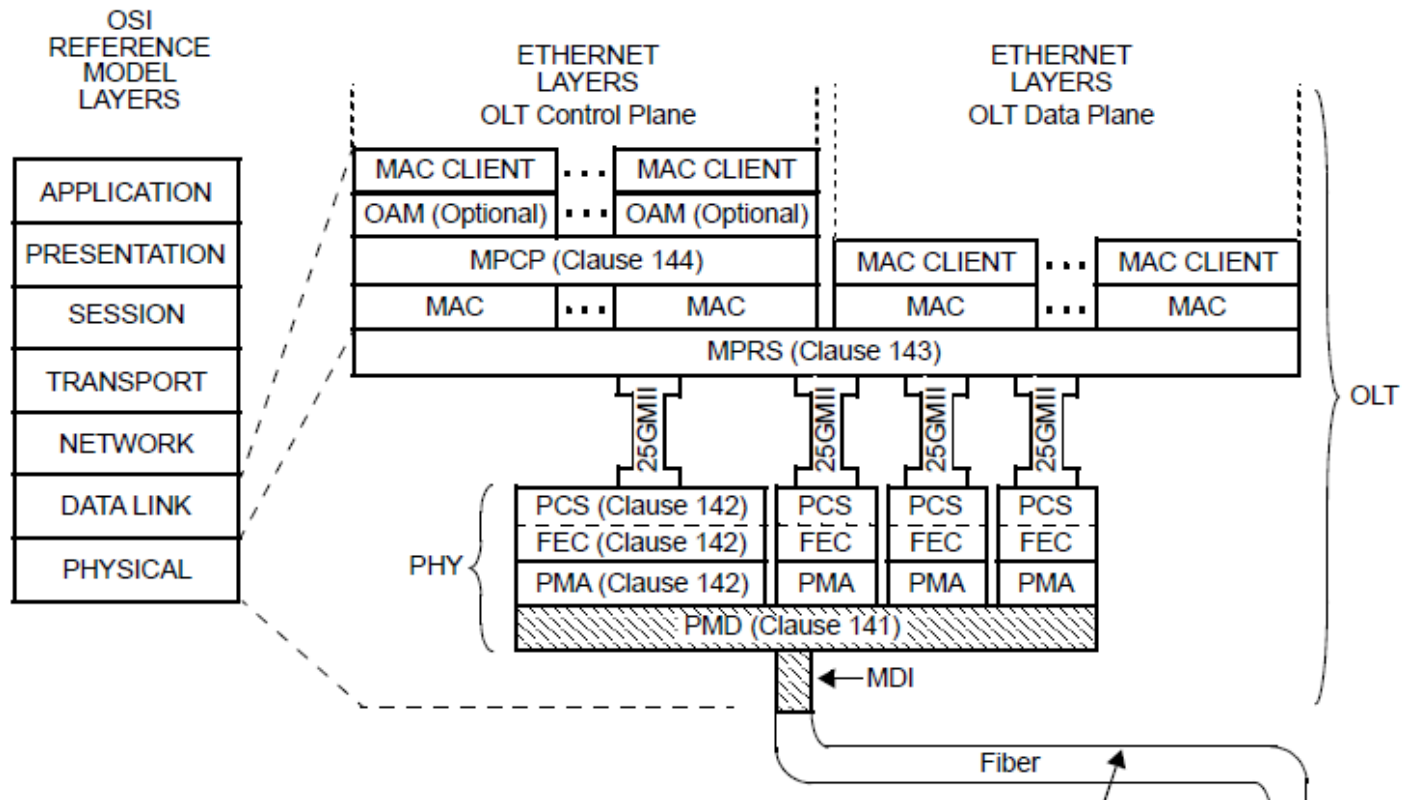 OSI
REFERENCE
MODEL
LAYERS
ETHERNET
LAYERS
OLT Control Plane
ETHERNET
LAYERS
OLT Data Plane
APPLICATION
PRESENTATION
SESSION
TRANSPORT
NETWORK
DATA LINK
PHYSICAL
MAC CLIENT ... MAC CLIENT
OAM (Optional) ... OAM (Optional)
MPCP (Clause 144)
MAC ... MAC
MAC CLIENT ... MAC CLIENT
MAC ... MAC
MPRS (Clause 143)
25GMII
25GMII
25GMII
25GMII
OLT
PHY
PCS (Clause 142) PCS PCS PCS
FEC (Clause 142) FEC FEC FEC
PMA (Clause 142) PMA PMA PMA
PMD (Clause 141)
MDI
Fiber